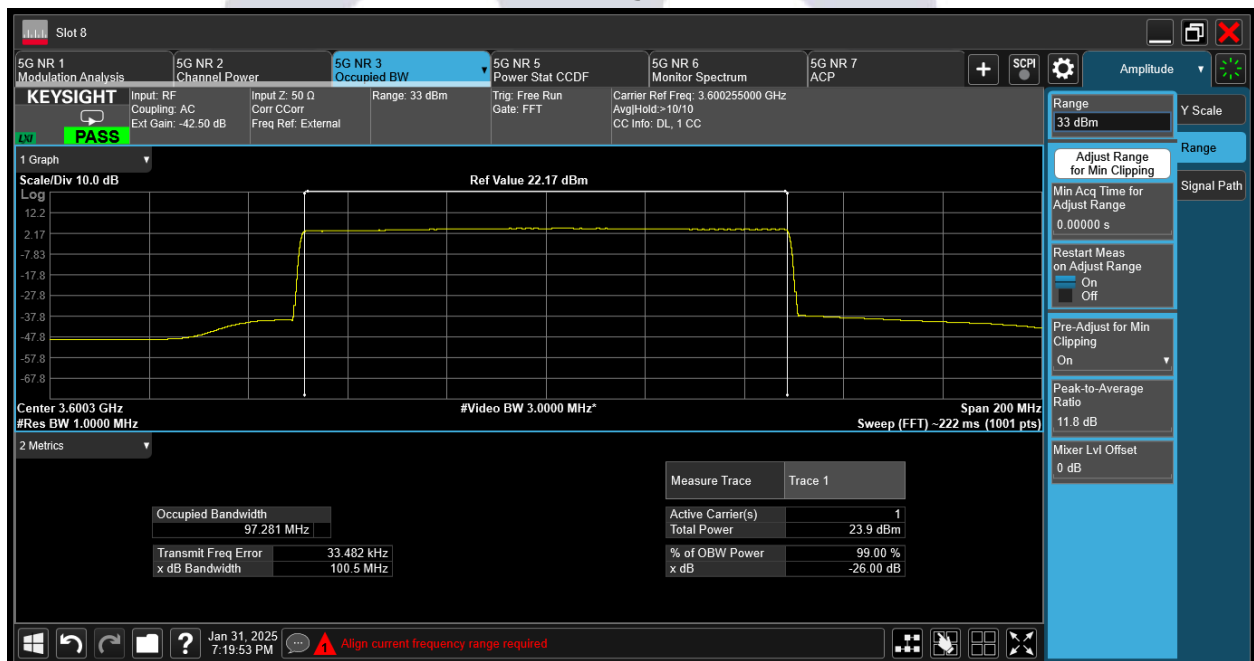 Slot 8
5G NR 1
Modulation Analysis
5G NR 2
Channel Power
5G NR 3
Occupied BW
5G NR 5
Power Stat CCDF
5G NR 6
Monitor Spectrum
5G NR 7
ACP
+
SCPI
Amplitude
KEYSIGHT
LXI
PASS
Input: RF
Coupling: AC
Ext Gain: -42.50 dB
Input Z: 50 Ω
Corr CCorr
Freq Ref: External
Range: 33 dBm
Trig: Free Run
Gate: FFT
Carrier Ref Freq: 3.600255000 GHz
Avg|Hold:>10/10
CC Info: DL, 1 CC
1 Graph
Scale/Div 10.0 dB
Ref Value 22.17 dBm
Log
12.2
2.17
-7.83
-17.8
-27.8
-37.8
-47.8
-57.8
-67.8
Center 3.6003 GHz
#Video BW 3.0000 MHz*
Span 200 MHz
#Res BW 1.0000 MHz
Sweep (FFT) ~222 ms (1001 pts)
2 Metrics
Measure Trace Trace 1
Occupied Bandwidth
97.281 MHz
Transmit Freq Error 33.482 kHz
x dB Bandwidth 100.5 MHz
Active Carrier(s) 1
Total Power 23.9 dBm
% of OBW Power 99.00 %
x dB -26.00 dB
Range
33 dBm
Adjust Range
for Min Clipping
Min Acq Time for
Adjust Range
0.00000 s
Restart Meas
on Adjust Range
On
Off
Pre-Adjust for Min
Clipping
On
Peak-to-Average
Ratio
11.8 dB
Mixer Lvl Offset
0 dB
Y Scale
Range
Signal Path
?
Jan 31, 2025
7:19:53 PM
1
Align current frequency range required